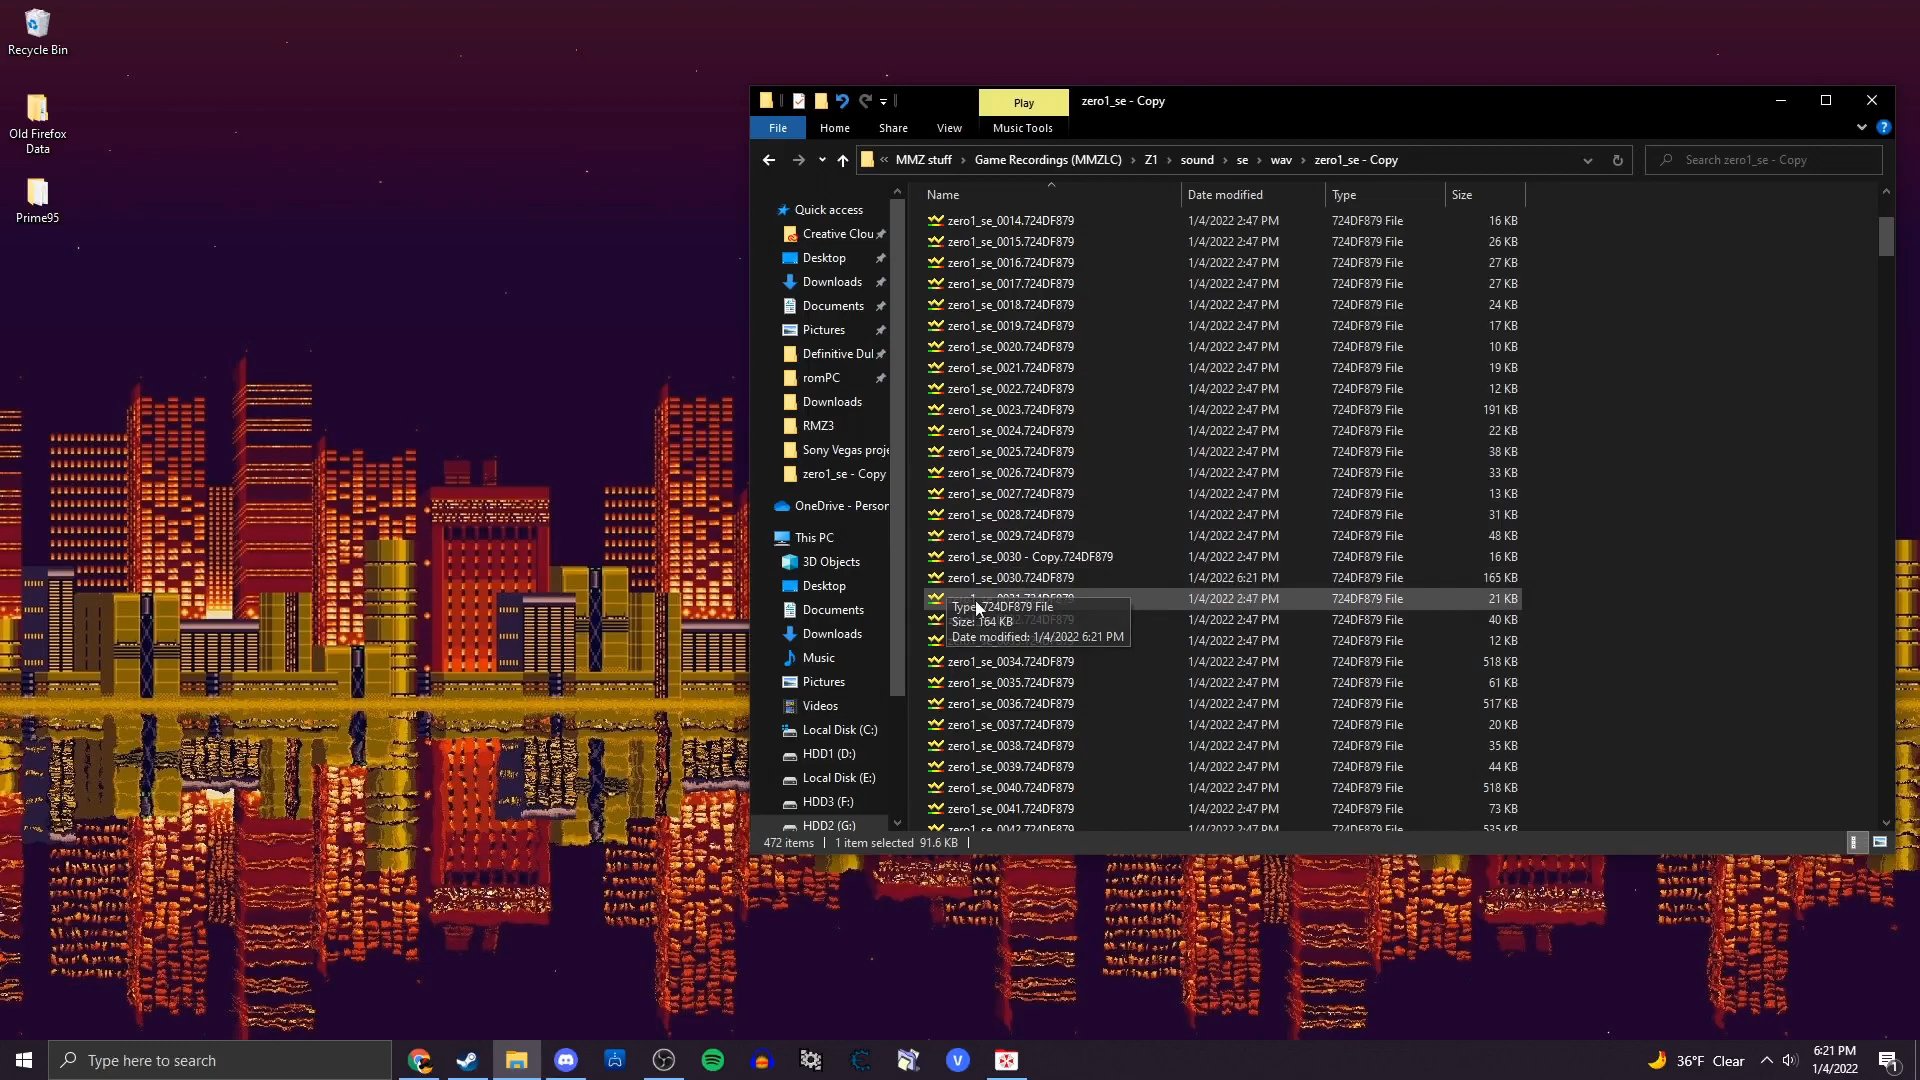 Recycle Bin
Old Firefox
Data
Prime95
Play
zero1_se - Copy
File
Home
Share
View
Music Tools
« MMZ stuff › Game Recordings (MMZLC) › Z1 › sound › se › wav › zero1_se - Copy
Search zero1_se - Copy
Quick access
Creative Clou
Desktop
Downloads
Documents
Pictures
Definitive Dul
romPC
Downloads
RMZ3
Sony Vegas proje
zero1_se - Copy
OneDrive - Person
This PC
3D Objects
Desktop
Documents
Downloads
Music
Pictures
Videos
Local Disk (C:)
HDD1 (D:)
Local Disk (E:)
HDD3 (F:)
HDD2 (G:)
Name Date modified Type Size
zero1_se_0014.724DF879 1/4/2022 2:47 PM 724DF879 File 16 KB
zero1_se_0015.724DF879 1/4/2022 2:47 PM 724DF879 File 26 KB
zero1_se_0016.724DF879 1/4/2022 2:47 PM 724DF879 File 27 KB
zero1_se_0017.724DF879 1/4/2022 2:47 PM 724DF879 File 27 KB
zero1_se_0018.724DF879 1/4/2022 2:47 PM 724DF879 File 24 KB
zero1_se_0019.724DF879 1/4/2022 2:47 PM 724DF879 File 17 KB
zero1_se_0020.724DF879 1/4/2022 2:47 PM 724DF879 File 10 KB
zero1_se_0021.724DF879 1/4/2022 2:47 PM 724DF879 File 19 KB
zero1_se_0022.724DF879 1/4/2022 2:47 PM 724DF879 File 12 KB
zero1_se_0023.724DF879 1/4/2022 2:47 PM 724DF879 File 191 KB
zero1_se_0024.724DF879 1/4/2022 2:47 PM 724DF879 File 22 KB
zero1_se_0025.724DF879 1/4/2022 2:47 PM 724DF879 File 38 KB
zero1_se_0026.724DF879 1/4/2022 2:47 PM 724DF879 File 33 KB
zero1_se_0027.724DF879 1/4/2022 2:47 PM 724DF879 File 13 KB
zero1_se_0028.724DF879 1/4/2022 2:47 PM 724DF879 File 31 KB
zero1_se_0029.724DF879 1/4/2022 2:47 PM 724DF879 File 48 KB
zero1_se_0030 - Copy.724DF879 1/4/2022 2:47 PM 724DF879 File 16 KB
zero1_se_0030.724DF879 1/4/2022 6:21 PM 724DF879 File 165 KB
zero1_se_0031.724DF879 1/4/2022 2:47 PM 724DF879 File 21 KB
1/4/2022 2:47 PM 724DF879 File 40 KB
1/4/2022 2:47 PM 724DF879 File 12 KB
Type: 724DF879 File
Size: 164 KB
Date modified: 1/4/2022 6:21 PM
zero1_se_0034.724DF879 1/4/2022 2:47 PM 724DF879 File 518 KB
zero1_se_0035.724DF879 1/4/2022 2:47 PM 724DF879 File 61 KB
zero1_se_0036.724DF879 1/4/2022 2:47 PM 724DF879 File 517 KB
zero1_se_0037.724DF879 1/4/2022 2:47 PM 724DF879 File 20 KB
zero1_se_0038.724DF879 1/4/2022 2:47 PM 724DF879 File 35 KB
zero1_se_0039.724DF879 1/4/2022 2:47 PM 724DF879 File 44 KB
zero1_se_0040.724DF879 1/4/2022 2:47 PM 724DF879 File 518 KB
zero1_se_0041.724DF879 1/4/2022 2:47 PM 724DF879 File 73 KB
zero1_se_0042.724DF879 1/4/2022 2:47 PM 724DF879 File 535 KB
472 items 1 item selected 91.6 KB
Type here to search
36°F Clear
6:21 PM
1/4/2022
1